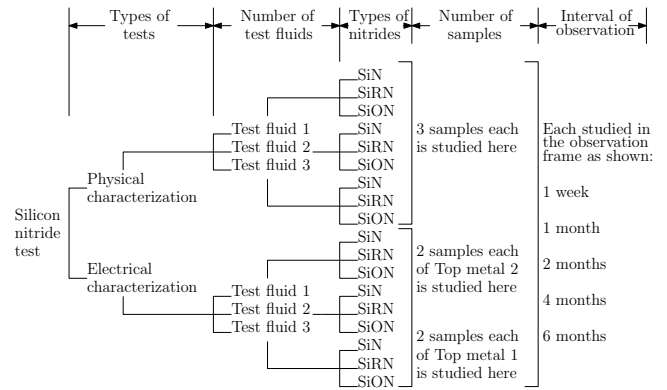 Types of
tests
Number of
test fluids
Types of
nitrides
Number of
samples
Interval of
observation
Silicon
nitride
test
Physical
characterization
Test fluid 1
Test fluid 2
Test fluid 3
SiN
SiRN
SiON
SiN
SiRN
SiON
SiN
SiRN
SiON
3 samples each
is studied here
Electrical
characterization
Test fluid 1
Test fluid 2
Test fluid 3
SiN
SiRN
SiON
SiN
SiRN
SiON
SiN
SiRN
SiON
2 samples each
of Top metal 2
is studied here
2 samples each
of Top metal 1
is studied here
Each studied in
the observation
frame as shown:
1 week
1 month
2 months
4 months
6 months